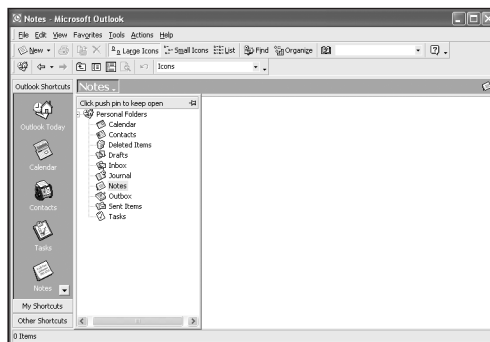 Notes - Microsoft Outlook
File Edit View Favorites Tools Actions Help
New Large Icons Small Icons List Find Organize
Icons
Outlook Shortcuts
Notes.
Click push pin to keep open
Personal Folders
Calendar
Contacts
Deleted Items
Drafts
Inbox
Journal
Notes
Outbox
Sent Items
Tasks
Outlook Today
Calendar
Contacts
Tasks
Notes
My Shortcuts
Other Shortcuts
0 Items